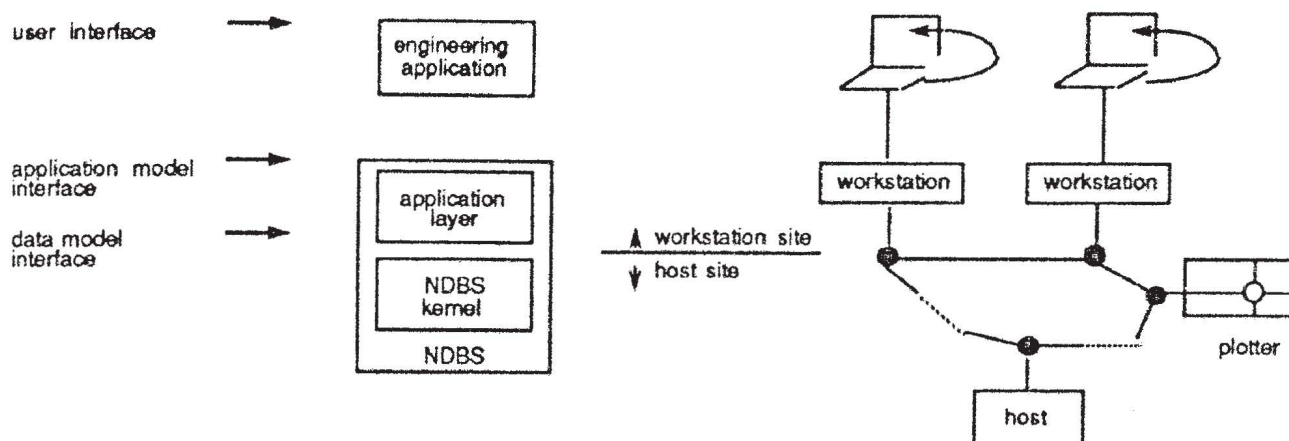 user interface
engineering
application
application model
interface
application
layer
data model
interface
NDBS
kernel
NDBS
workstation site
host site
workstation
workstation
plotter
host